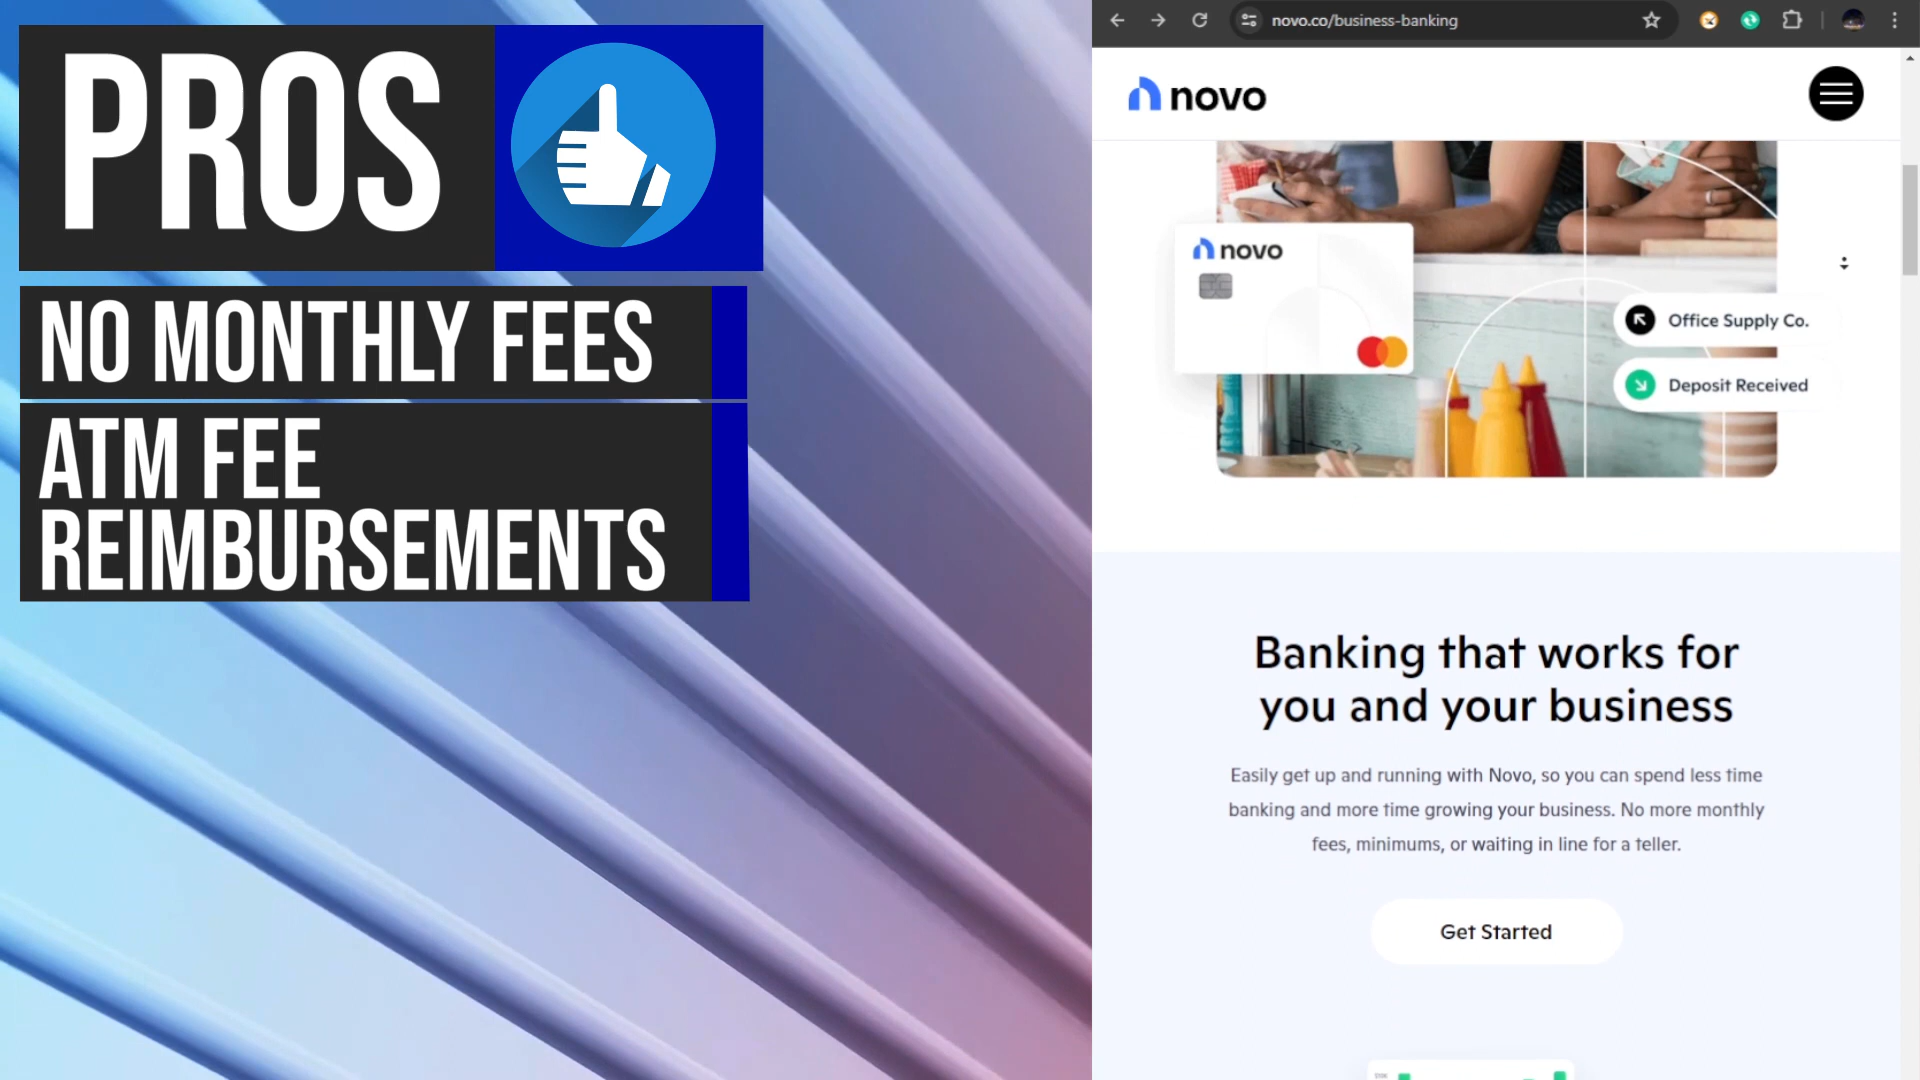 PROS
NO MONTHLY FEES
ATM FEE
REIMBURSEMENTS
novo.co/business-banking
novo
novo
Office Supply Co.
Deposit Received
Banking that works for
you and your business
Easily get up and running with Novo, so you can spend less time
banking and more time growing your business. No more monthly
fees, minimums, or waiting in line for a teller.
Get Started